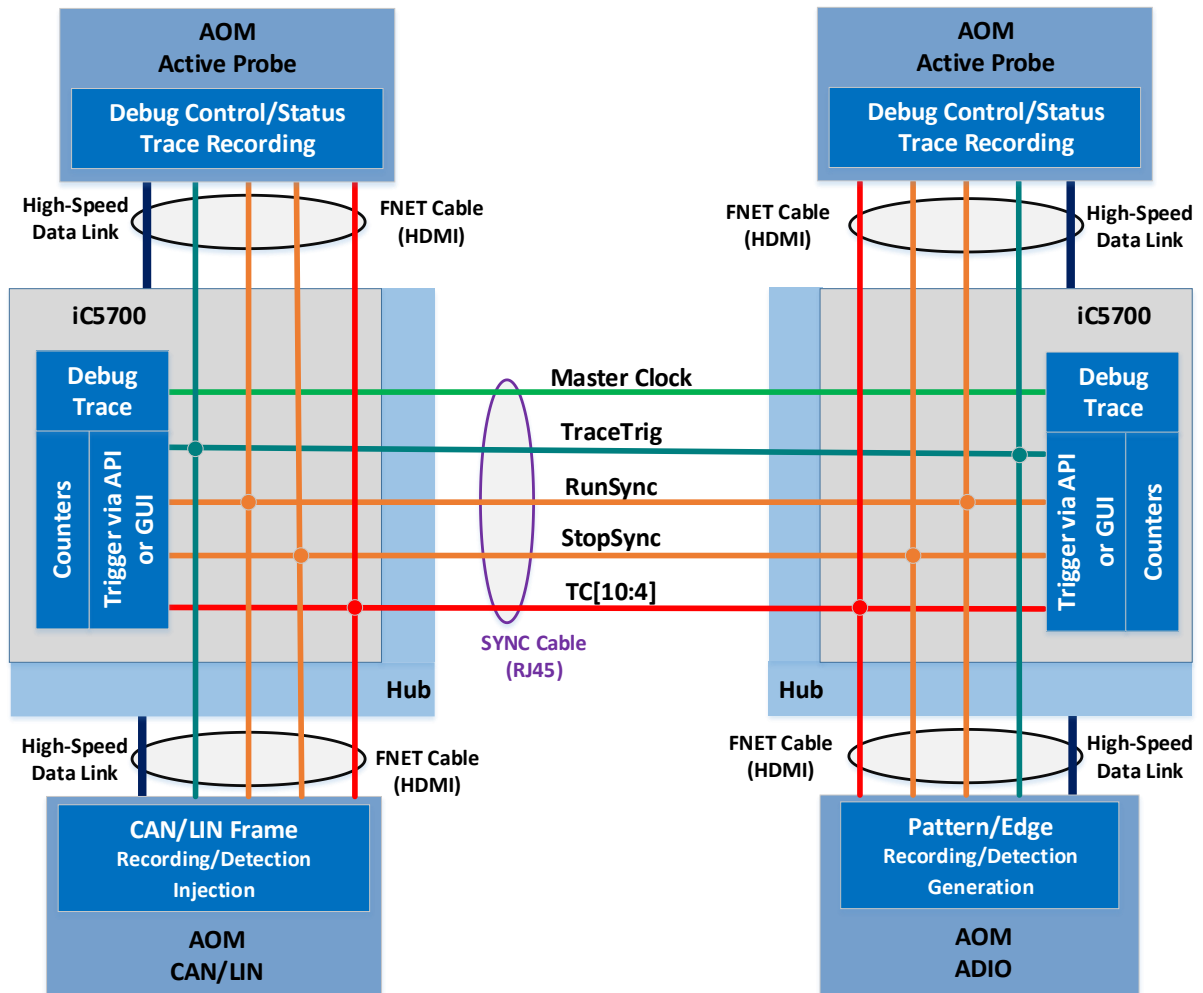 AOM
Active Probe
Debug Control/Status
Trace Recording
AOM
Active Probe
Debug Control/Status
Trace Recording
High-Speed
Data Link
FNET Cable
(HDMI)
FNET Cable
(HDMI)
High-Speed
Data Link
iC5700
iC5700
Debug
Trace
Counters
Trigger via API
or GUI
Master Clock
TraceTrig
RunSync
StopSync
TC[10:4]
SYNC Cable
(RJ45)
Debug
Trace
Trigger via API
or GUI
Counters
Hub
Hub
High-Speed
Data Link
FNET Cable
(HDMI)
FNET Cable
(HDMI)
High-Speed
Data Link
CAN/LIN Frame
Recording/Detection
Injection
AOM
CAN/LIN
Pattern/Edge
Recording/Detection
Generation
AOM
ADIO